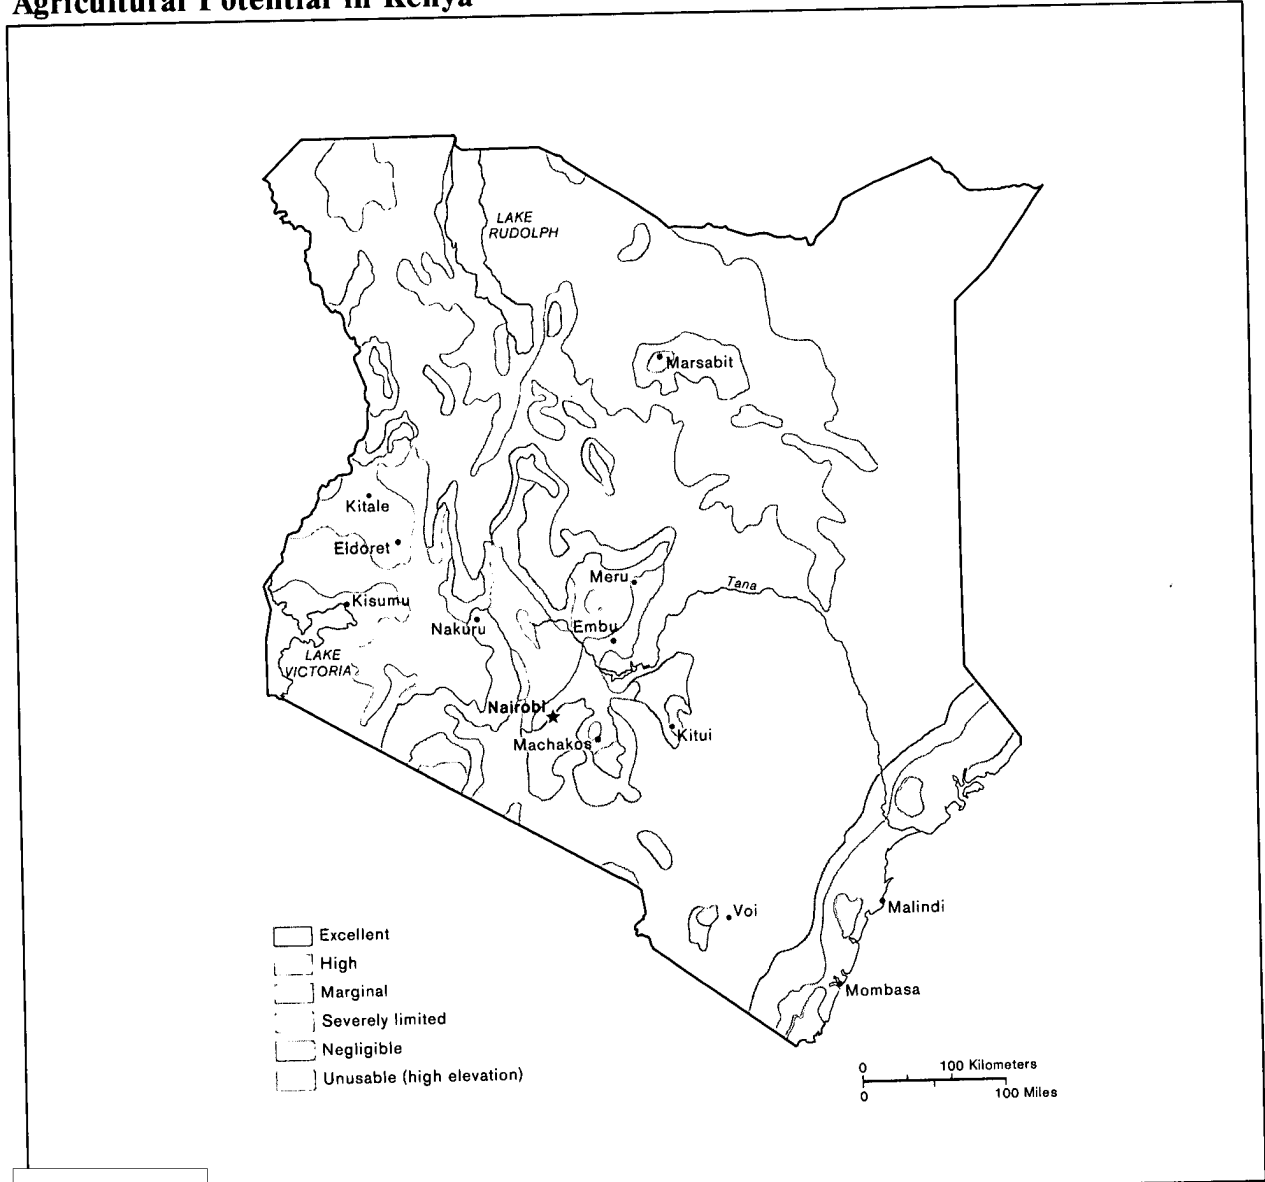 Agricultural Potential in Kenya
LAKE
RUDOLPH
Marsabit
Kitale
Eldoret
Meru
Tana
Kisumu
Nakuru
Embu
LAKE
VICTORIA
Nairobi
Machakos
Kitui
Voi
Malindi
Mombasa
Excellent
High
Marginal
Severely limited
Negligible
Unusable (high elevation)
0 100 Kilometers
0 100 Miles